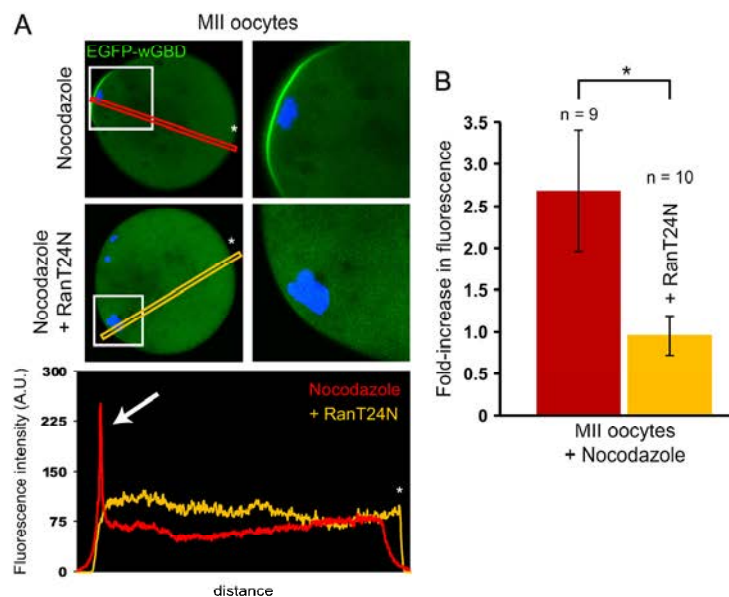 A
MII oocytes
EGFP-wGBD
*
Nocodazole
*
Nocodazole
+ RanT24N
Fluorescence intensity (A.U.)
300
225
150
75
0
Nocodazole
+ RanT24N
*
distance
B
*
n = 9
n = 10
+ RanT24N
Fold-increase in fluorescence
3.5
3.0
2.5
2.0
1.5
1.0
0.5
0
MII oocytes
+ Nocodazole